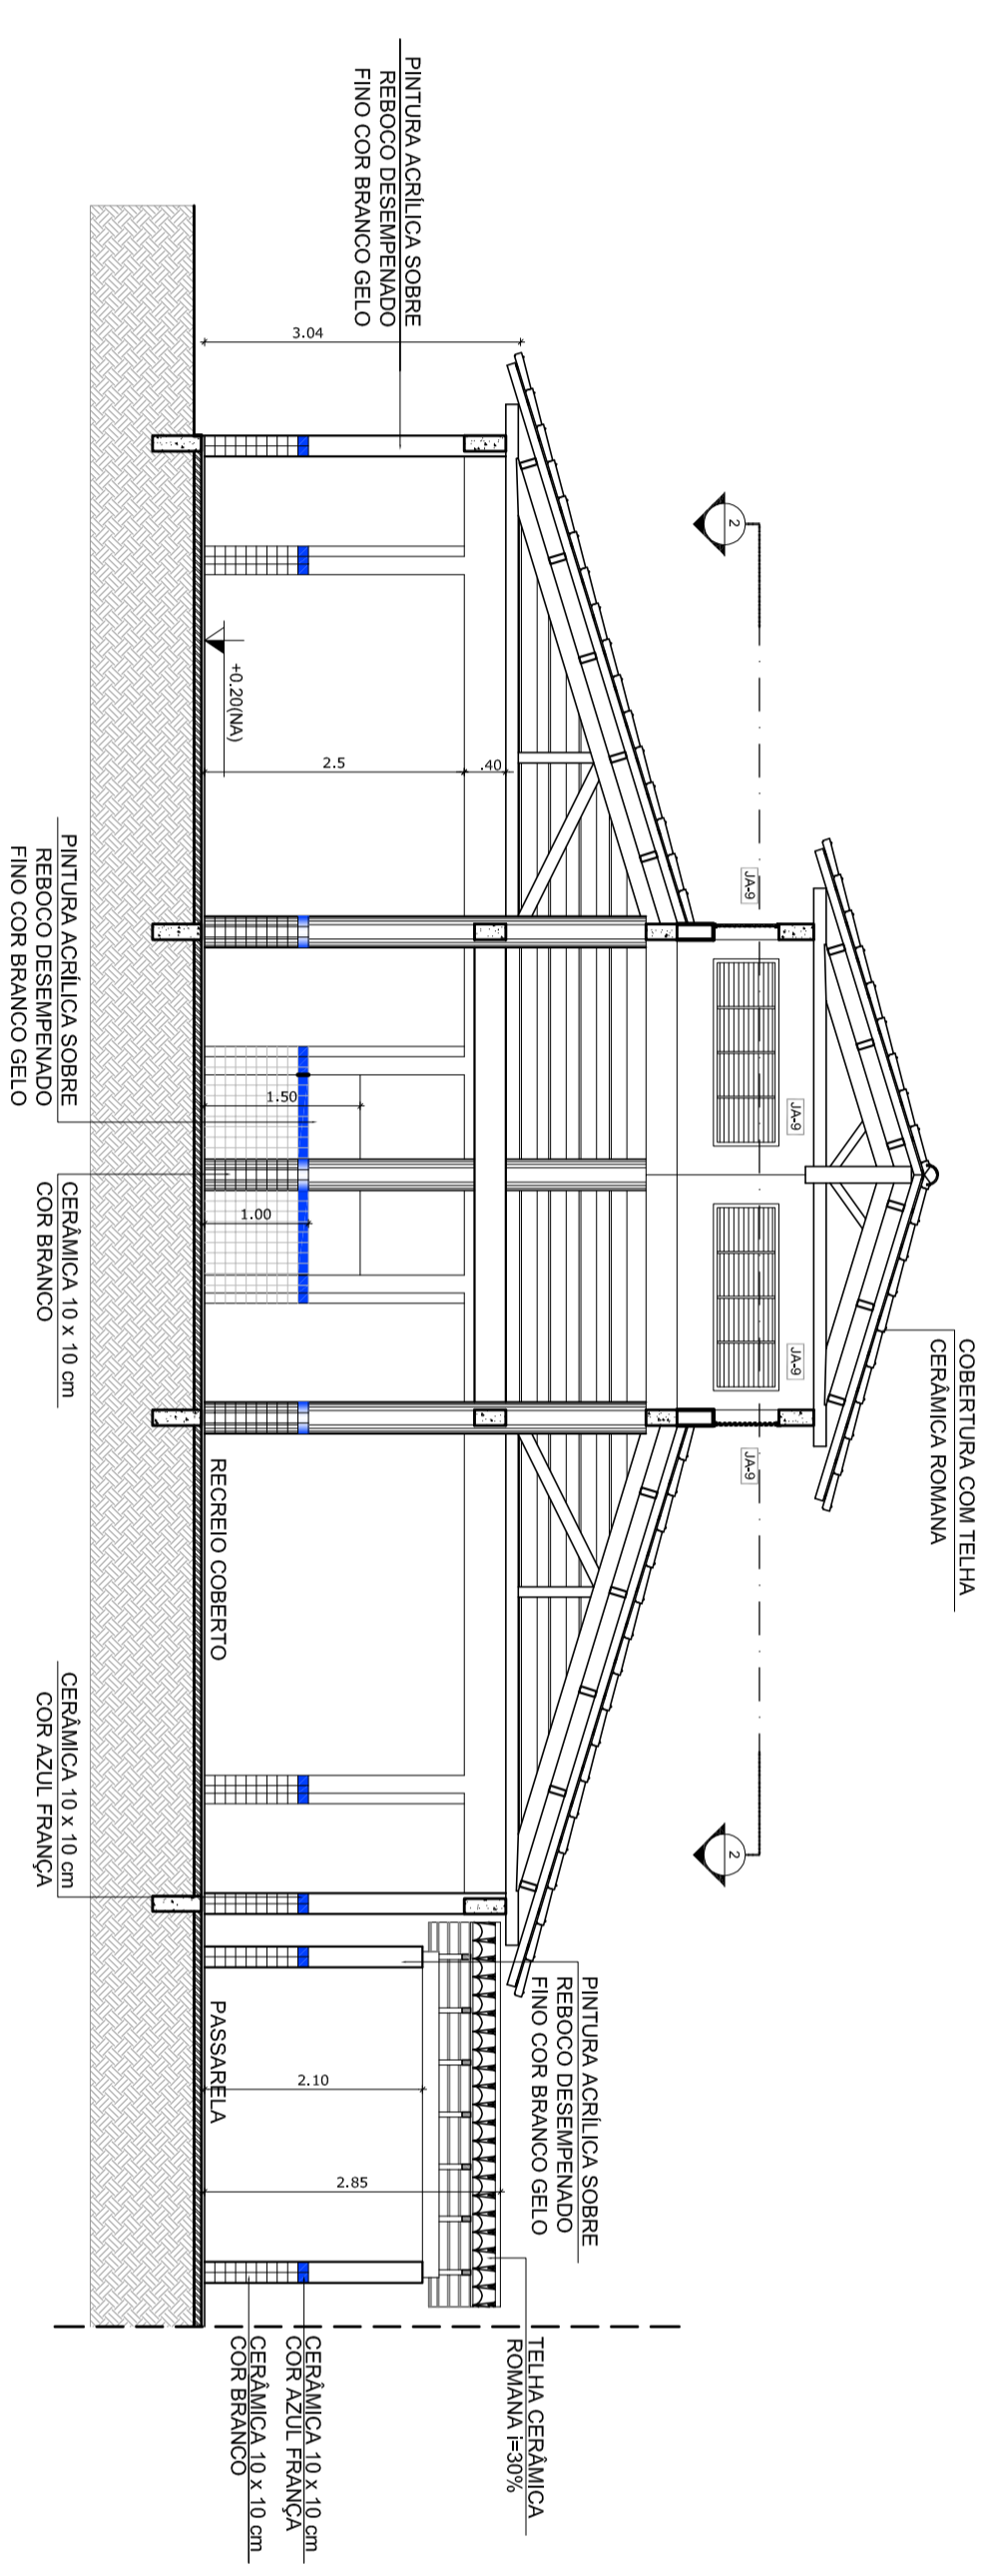 COBERTURA COM TELHA
CERÂMICA ROMANA
2
2
JA-9
JA-9
JA-9
JA-9
PINTURA ACRÍLICA SOBRE
REBOCO DESEMPENADO
FINO COR BRANCO GELO
3.04
+0.20(NA)
2.5
.40
1.50
1.00
RECREIO COBERTO
PINTURA ACRÍLICA SOBRE
REBOCO DESEMPENADO
FINO COR BRANCO GELO
PASSARELA
2.10
2.85
TELHA CERÂMICA
ROMANA i=30%
CERÂMICA 10 x 10 cm
COR AZUL FRANÇA
CERÂMICA 10 x 10 cm
COR BRANCO
PINTURA ACRÍLICA SOBRE
REBOCO DESEMPENADO
FINO COR BRANCO GELO
CERÂMICA 10 x 10 cm
COR BRANCO
CERÂMICA 10 x 10 cm
COR AZUL FRANÇA